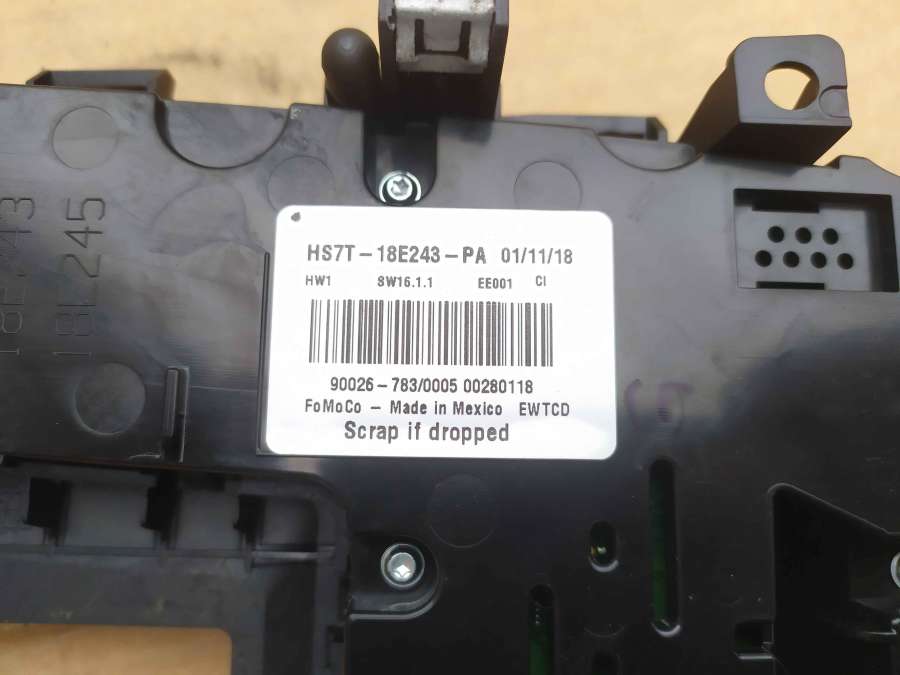 HS7T-18E243-PA 01/11/18
HW1 SW16.1.1 EE001 CI
90026-783/0005 00280118
FoMoCo - Made in Mexico EWTCD
Scrap if dropped
18E243
18E245